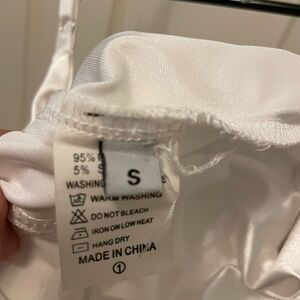 S
95%
5%
WASHING
WARM WASHING
DO NOT BLEACH
IRON ON LOW HEAT
HANG DRY
MADE IN CHINA
1